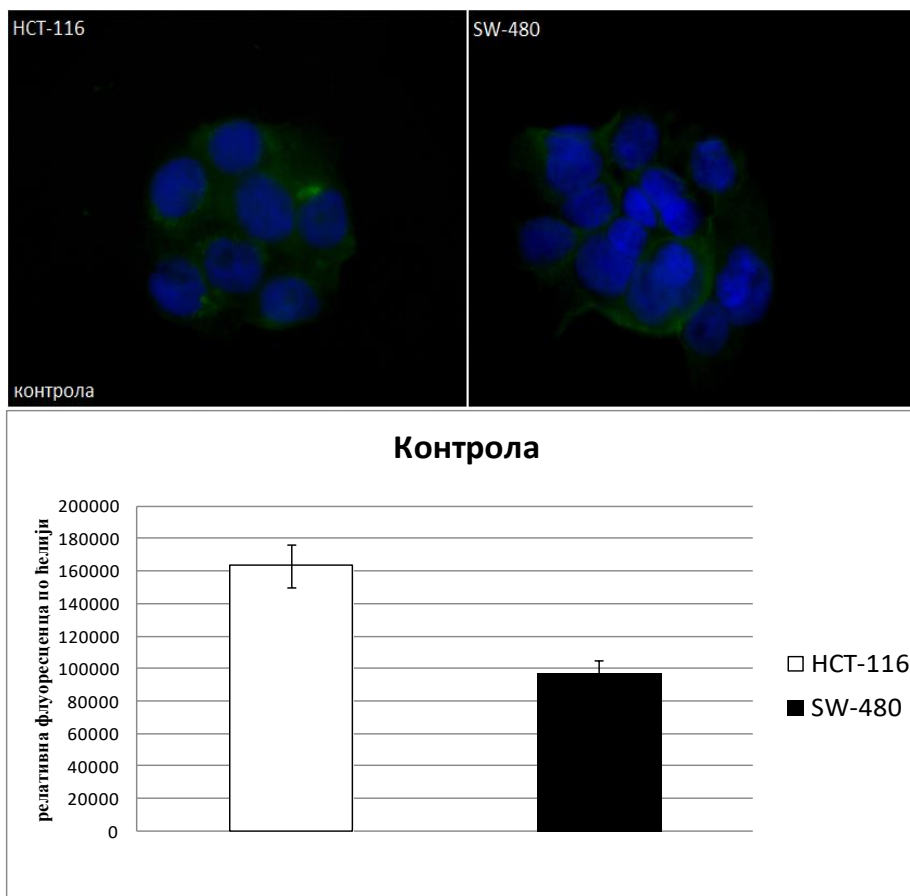 HCT-116
SW-480
контрола
Контрола
релативна флуоресценца по ћелији
200000
180000
160000
140000
120000
100000
80000
60000
40000
20000
0
HCT-116
SW-480